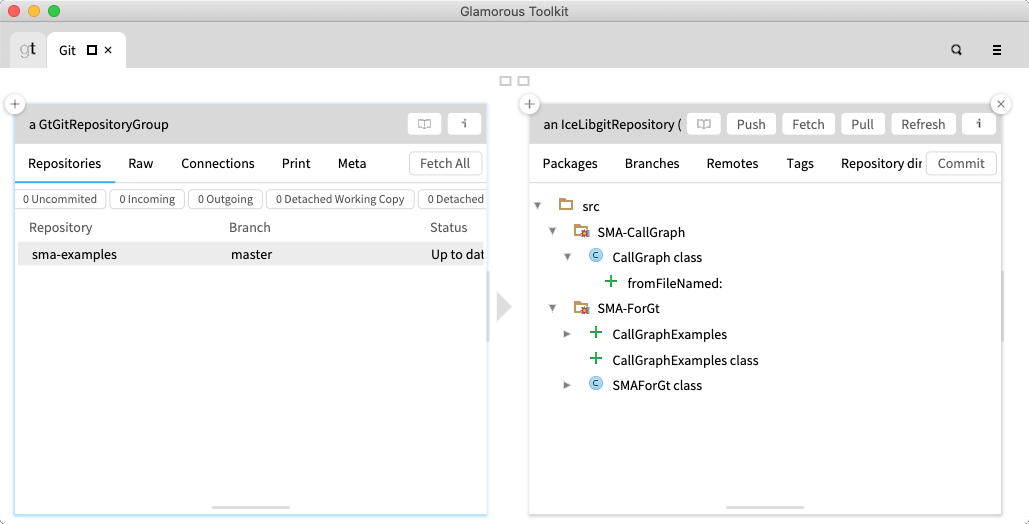 Glamorous Toolkit
gt
Git
a GtGitRepositoryGroup
Repositories Raw Connections Print Meta Fetch All
0 Uncommited 0 Incoming 0 Outgoing 0 Detached Working Copy 0 Detached
Repository Branch Status
sma-examples master Up to dat
an IceLibgitRepository ( Push Fetch Pull Refresh i
Packages Branches Remotes Tags Repository dir Commit
src
SMA-CallGraph
C CallGraph class
fromFileNamed:
SMA-ForGt
CallGraphExamples
CallGraphExamples class
C SMAForGt class